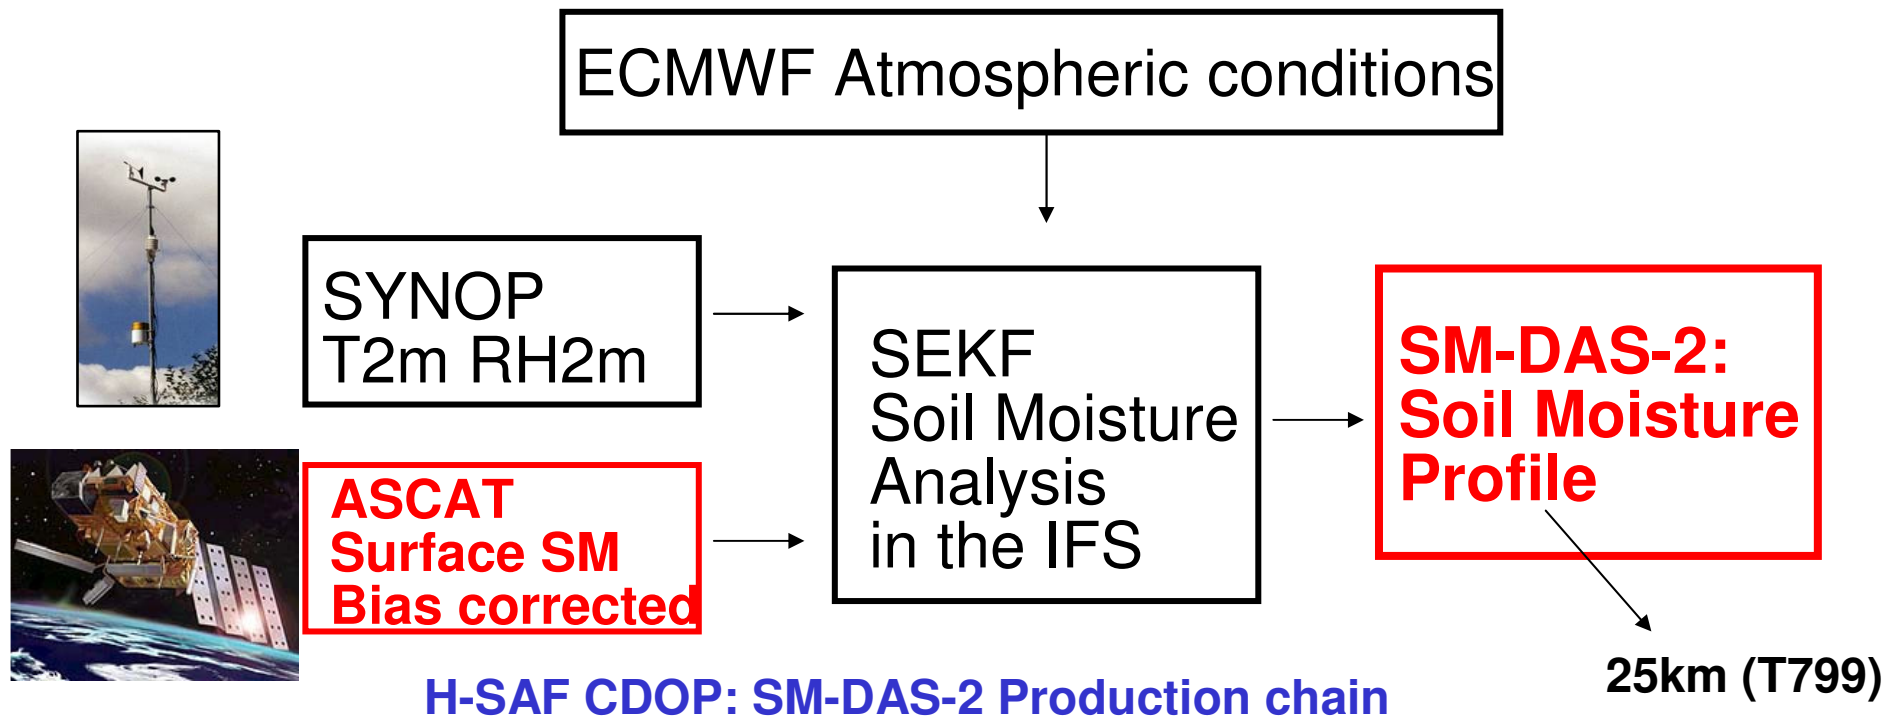 ECMWF Atmospheric conditions
SYNOP
T2m RH2m
ASCAT
Surface SM
Bias corrected
SEKF
Soil Moisture
Analysis
in the IFS
SM-DAS-2:
Soil Moisture
Profile
25km (T799)
H-SAF CDOP: SM-DAS-2 Production chain